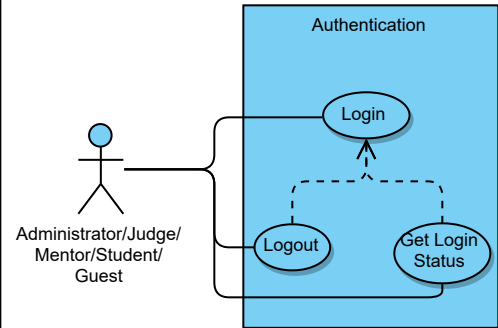 Authentication
Login
Administrator/Judge/
Mentor/Student/
Guest
Logout
Get Login
Status